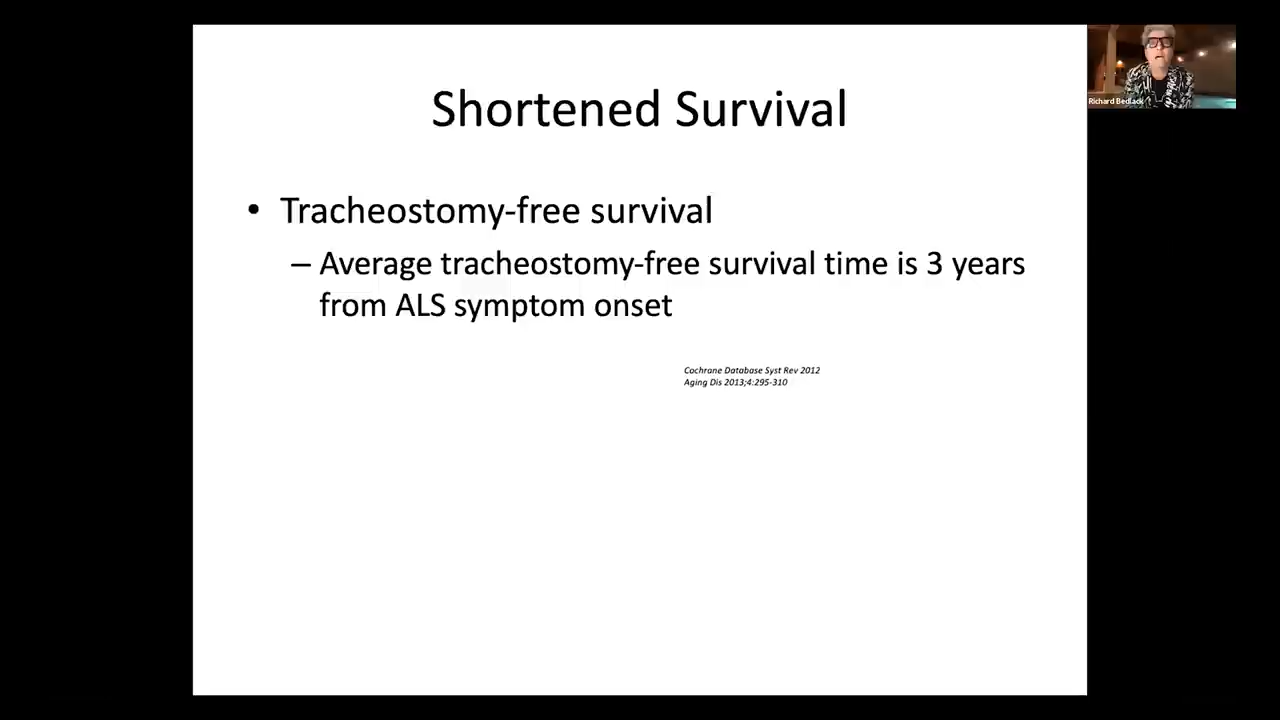 Shortened Survival
• Tracheostomy-free survival
– Average tracheostomy-free survival time is 3 years
from ALS symptom onset
Cochrane Database Syst Rev 2012
Aging Dis 2013;4:295-310
Richard Bedlack